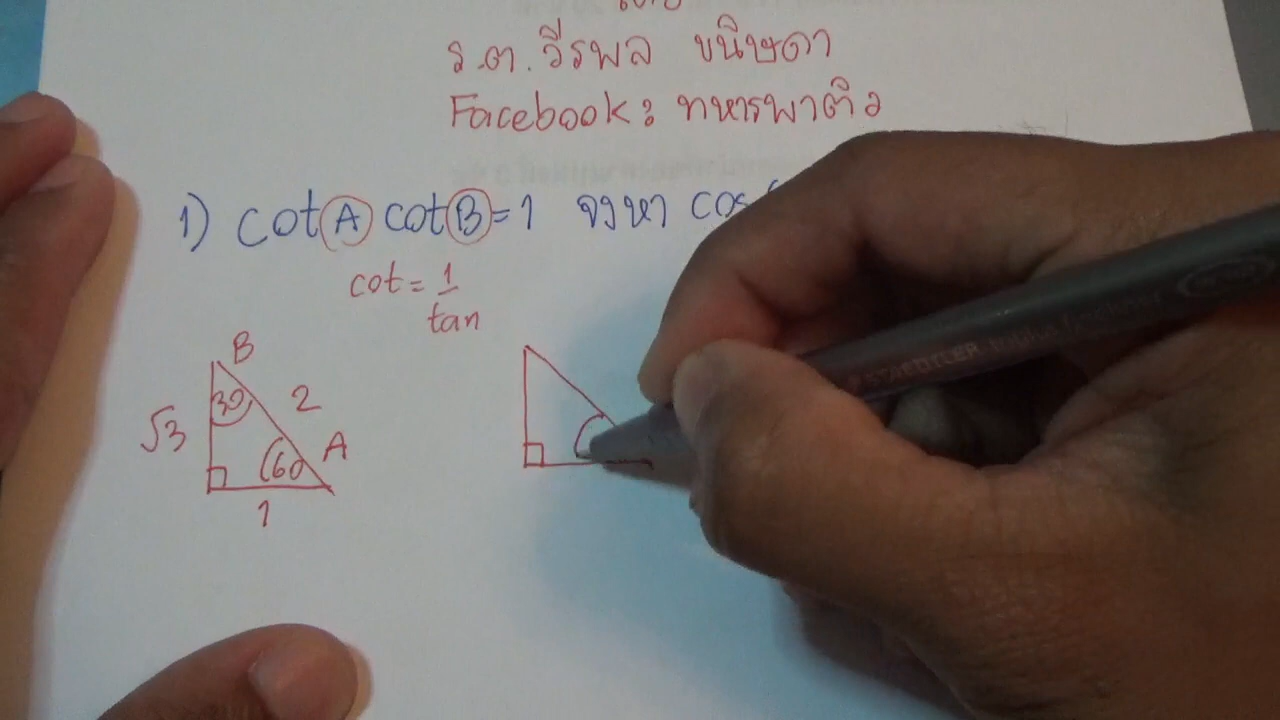 ร.ต. วีรพล ขนิษดา
Facebook: ทหารพาติว
1) cot A cot B = 1 จงหา cos
cot = 1
tan
B
30
2
√3
60
A
1
STAEDTLER